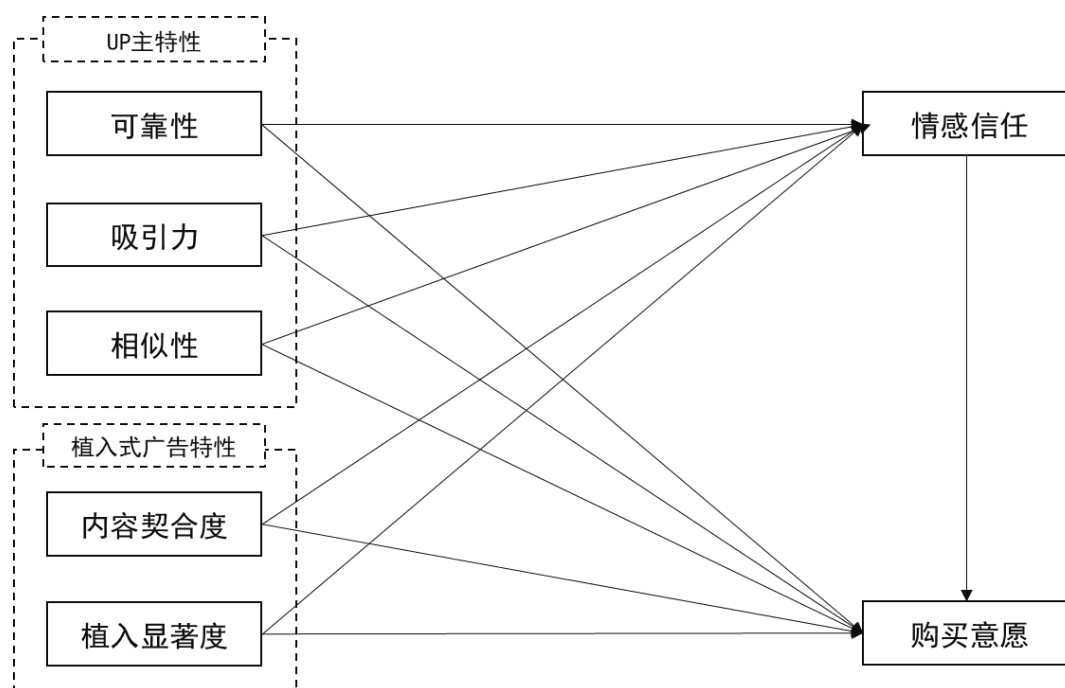 UP主特性
可靠性
吸引力
相似性
植入式广告特性
内容契合度
植入显著度
情感信任
购买意愿